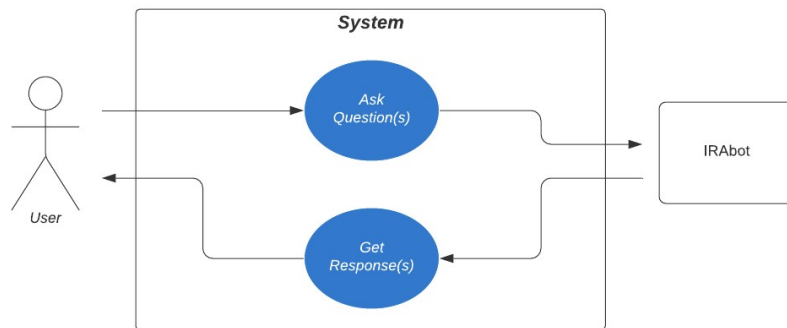 System
Ask
Question(s)
IRAbot
User
Get
Response(s)